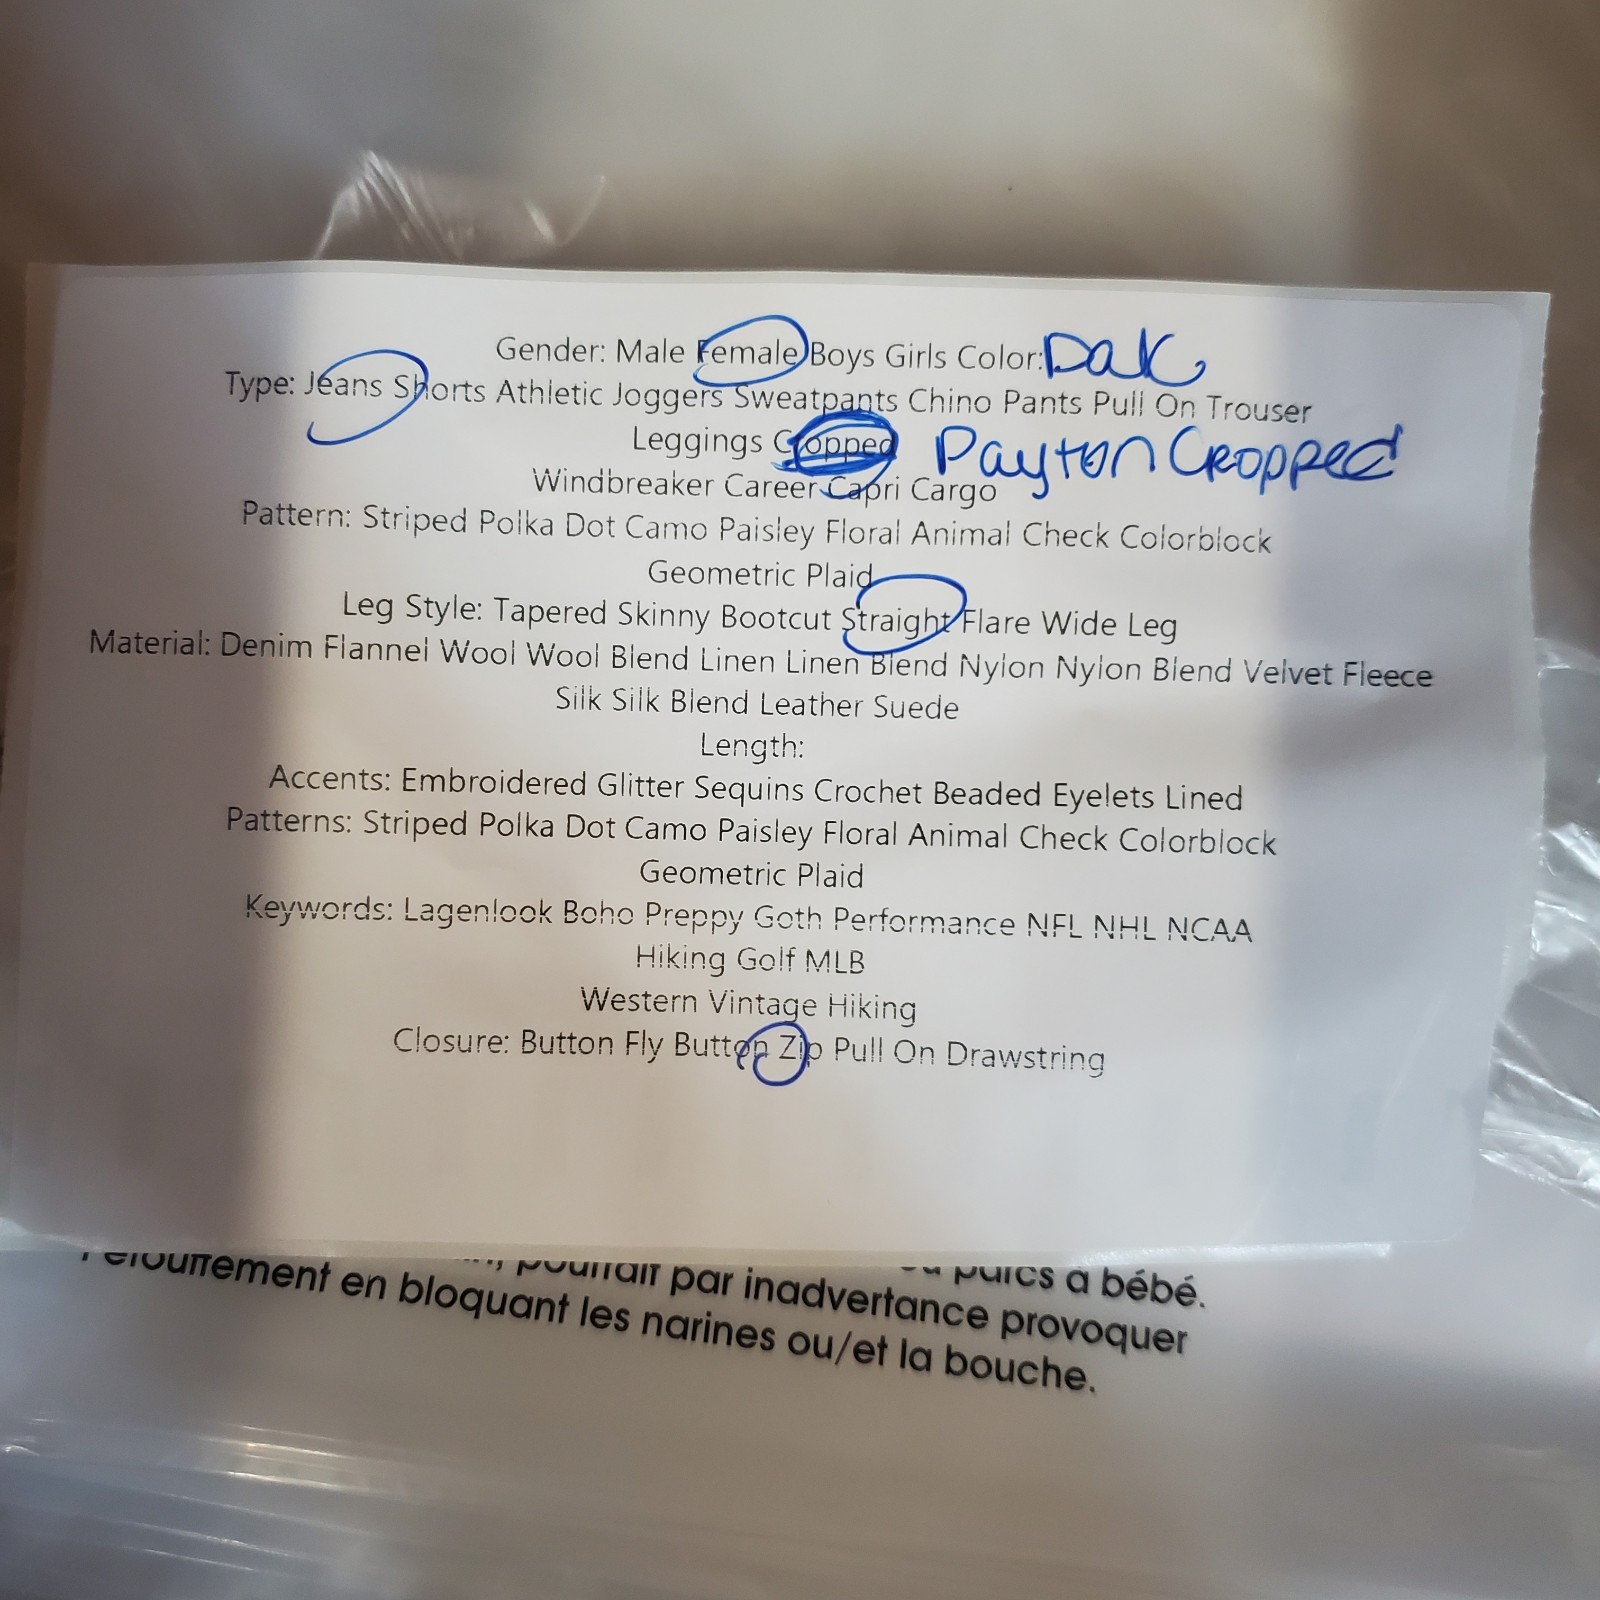 Gender: Male Female Boys Girls Color: Dak
Type: Jeans Shorts Athletic Joggers Sweatpants Chino Pants Pull On Trouser
Leggings Cropped Payton Cropped
Windbreaker Career Capri Cargo
Pattern: Striped Polka Dot Camo Paisley Floral Animal Check Colorblock
Geometric Plaid
Leg Style: Tapered Skinny Bootcut Straight Flare Wide Leg
Material: Denim Flannel Wool Wool Blend Linen Linen Blend Nylon Nylon Blend Velvet Fleece
Silk Silk Blend Leather Suede
Length:
Accents: Embroidered Glitter Sequins Crochet Beaded Eyelets Lined
Patterns: Striped Polka Dot Camo Paisley Floral Animal Check Colorblock
Geometric Plaid
Keywords: Lagenlook Boho Preppy Goth Performance NFL NHL NCAA
Hiking Golf MLB
Western Vintage Hiking
Closure: Button Fly Button Zip Pull On Drawstring
parcs à bébé.
pourrait par inadvertance provoquer
l'étouffement en bloquant les narines ou/et la bouche.